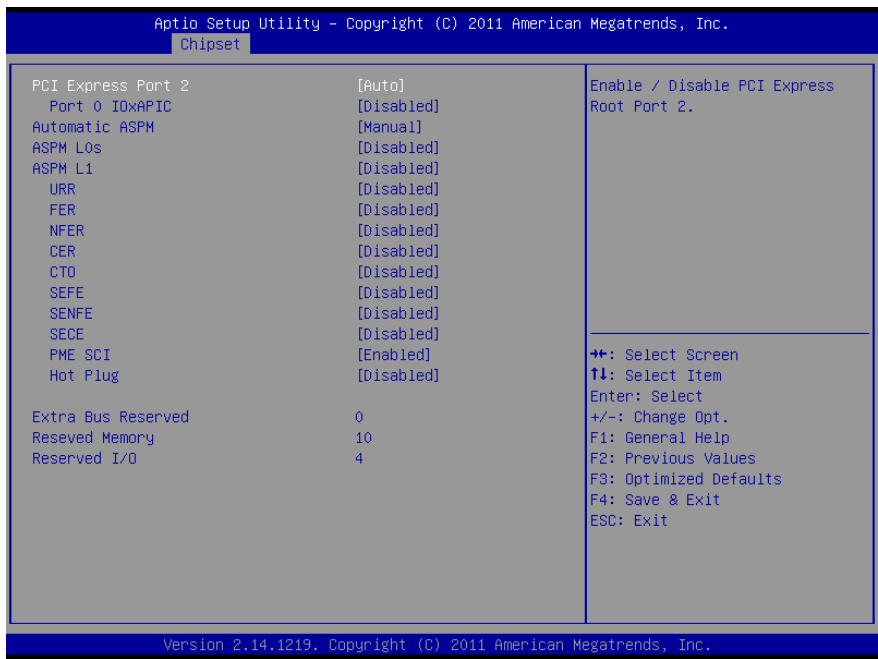 Aptio Setup Utility – Copyright (C) 2011 American Megatrends, Inc.
Chipset
PCI Express Port 2 [Auto]
Port 0 IOxAPIC [Disabled]
Automatic ASPM [Manual]
ASPM L0s [Disabled]
ASPM L1 [Disabled]
URR [Disabled]
FER [Disabled]
NFER [Disabled]
CER [Disabled]
CTO [Disabled]
SEFE [Disabled]
SENFE [Disabled]
SECE [Disabled]
PME SCI [Enabled]
Hot Plug [Disabled]
Extra Bus Reserved 0
Reseved Memory 10
Reserved I/O 4
Enable / Disable PCI Express
Root Port 2.
→←: Select Screen
↑↓: Select Item
Enter: Select
+/-: Change Opt.
F1: General Help
F2: Previous Values
F3: Optimized Defaults
F4: Save & Exit
ESC: Exit
Version 2.14.1219. Copyright (C) 2011 American Megatrends, Inc.